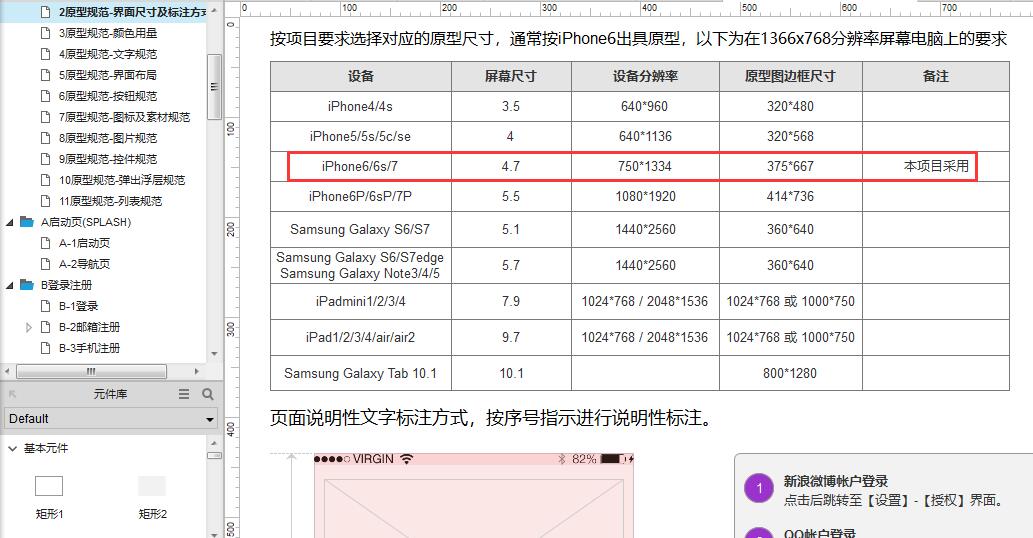 2原型规范-界面尺寸及标注方式
3原型规范-颜色用量
4原型规范-文字规范
5原型规范-界面布局
6原型规范-按钮规范
7原型规范-图标及素材规范
8原型规范-图片规范
9原型规范-控件规范
10原型规范-弹出浮层规范
11原型规范-列表规范
A启动页(SPLASH)
A-1启动页
A-2导航页
B登录注册
B-1登录
B-2邮箱注册
B-3手机注册
元件库
Default
基本元件
矩形1 矩形2
0 100 200 300 400 500 600 700
0
100
200
300
400
500
按项目要求选择对应的原型尺寸，通常按iPhone6出具原型，以下为在1366x768分辨率屏幕电脑上的要求
设备 屏幕尺寸 设备分辨率 原型图边框尺寸 备注
iPhone4/4s 3.5 640*960 320*480
iPhone5/5s/5c/se 4 640*1136 320*568
iPhone6/6s/7 4.7 750*1334 375*667 本项目采用
iPhone6P/6sP/7P 5.5 1080*1920 414*736
Samsung Galaxy S6/S7 5.1 1440*2560 360*640
Samsung Galaxy S6/S7edge
Samsung Galaxy Note3/4/5 5.7 1440*2560 360*640
iPadmini1/2/3/4 7.9 1024*768 / 2048*1536 1024*768 或 1000*750
iPad1/2/3/4/air/air2 9.7 1024*768 / 2048*1536 1024*768 或 1000*750
Samsung Galaxy Tab 10.1 10.1 800*1280
页面说明性文字标注方式，按序号指示进行说明性标注。
VIRGIN 82%
1 新浪微博帐户登录
点击后跳转至【设置】-【授权】界面。
QQ帐户登录